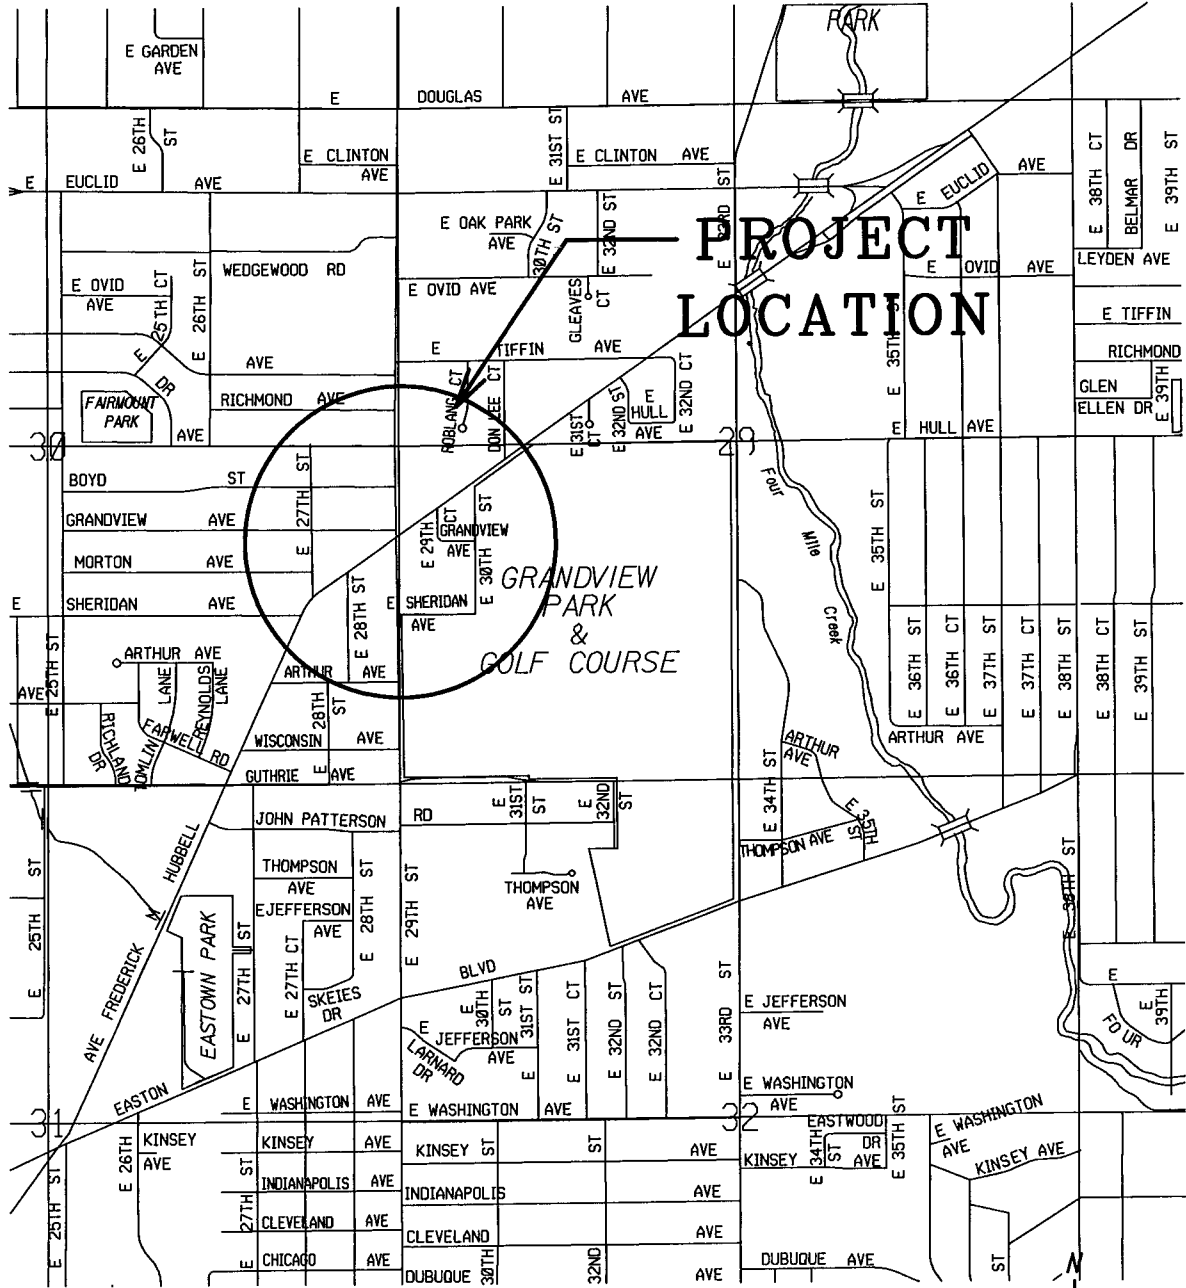 PARK
E GARDEN
AVE
E DOUGLAS AVE
E 26TH
ST
E 31ST ST
E CLINTON
AVE
E CLINTON AVE
E EUCLID AVE
E EUCLID AVE
E 38TH CT
BELMAR DR
E 39TH ST
E OAK PARK
AVE
30TH ST
E 32ND ST
E 33RD ST
PROJECT
LOCATION
WEDGEWOOD RD
E OVID
AVE
25TH CT
E 26TH ST
E OVID AVE
GLEAVES
CT
E OVID AVE
LEYDEN AVE
E TIFFIN
RICHMOND
E 35TH ST
E TIFFIN AVE
AVE
E DR
FAIRMOUNT
PARK
RICHMOND AVE
AVE
ROBLANG CT
DONLEE CT
E 31ST
CT
E 32ND ST
E
HULL
AVE
E 32ND CT
GLEN
ELLEN DR
E 39TH
E HULL AVE
30
29
BOYD ST
E 27TH ST
GRANDVIEW AVE
MORTON AVE
E SHERIDAN AVE
E 29TH CT
GRANDVIEW
AVE
E 30TH ST
E SHERIDAN
AVE
E 28TH ST
GRANDVIEW
PARK
&
GOLF COURSE
Four Mile Creek
E 35TH ST
E 25TH ST
ARTHUR AVE
AVE
LANE
TOMLIN
REYNOLDS
LANE
RICHLAND
DR
FARWELL RD
ARTHUR AVE
E 28TH
ST
WISCONSIN AVE
GUTHRIE AVE
E 36TH ST
E 36TH CT
E 37TH ST
E 37TH CT
E 38TH ST
E 38TH CT
E 39TH ST
ARTHUR AVE
ARTHUR
AVE
E 34TH ST
E 35TH
ST
THOMPSON AVE
JOHN PATTERSON RD
E 31ST
ST
E 32ND
ST
HUBBELL
AVE FREDERICK M
THOMPSON
AVE
E JEFFERSON
AVE
E 28TH ST
E 29TH ST
THOMPSON
AVE
E 25TH ST
EASTOWN PARK
E 27TH ST
E 27TH CT
SKEIES
DR
EASTON BLVD
E 38TH ST
E 30TH
ST
E
JEFFERSON
AVE
LARNARD
DR
E 31ST ST
E 31ST CT
E 32ND ST
E 32ND CT
E 33RD ST
E JEFFERSON
AVE
E
E 39TH
ST
FOUR
E WASHINGTON
AVE
E WASHINGTON AVE
E WASHINGTON AVE
31
32
EASTWOOD
DR
E 34TH
ST
AVE
E 35TH ST
E WASHINGTON
AVE
KINSEY AVE
E 26TH
KINSEY
AVE
KINSEY AVE
KINSEY AVE
KINSEY
E 25TH ST
E 27TH ST
INDIANAPOLIS AVE
INDIANAPOLIS AVE
CLEVELAND AVE
CLEVELAND AVE
CHICAGO AVE
DUBUQUE AVE
30TH ST
32ND ST
DUBUQUE AVE
ST
N